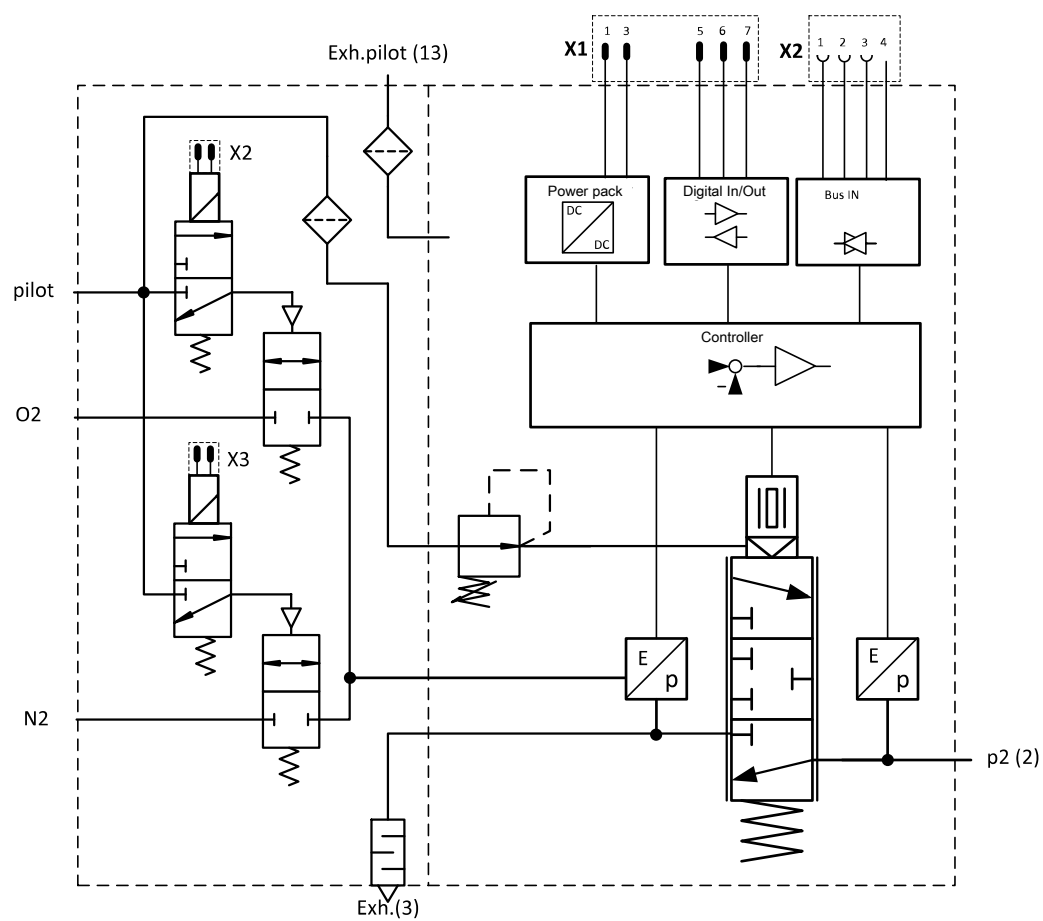 Exh.pilot (13)
X1
1 3 5 6 7
X2
1 2 3 4
X2
Power pack
DC
DC
Digital In/Out
Bus IN
pilot
Controller
O2
X3
E
p
E
p
N2
p2 (2)
Exh.(3)